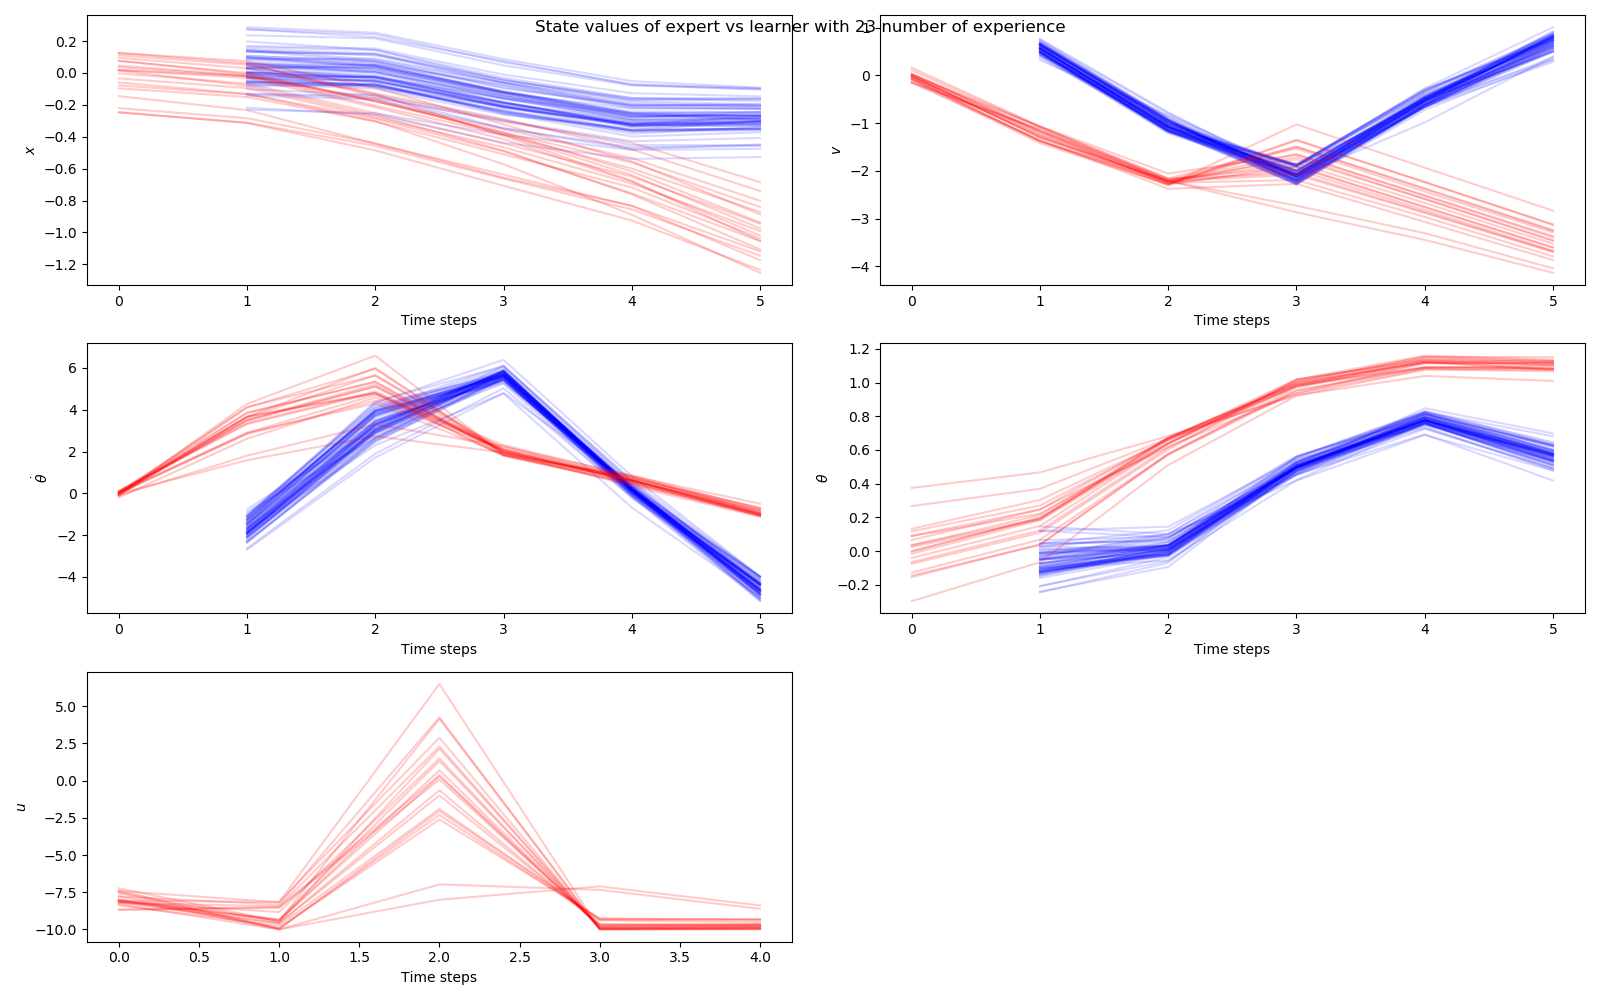 State values of expert vs learner with 23 number of experience
0.2
0.0
−0.2
−0.4
−0.6
−0.8
−1.0
−1.2
x
0 1 2 3 4 5
Time steps
1
0
−1
−2
−3
−4
v
0 1 2 3 4 5
Time steps
6
4
2
0
−2
−4
θ̇
0 1 2 3 4 5
Time steps
1.2
1.0
0.8
0.6
0.4
0.2
0.0
−0.2
θ
0 1 2 3 4 5
Time steps
5.0
2.5
0.0
−2.5
−5.0
−7.5
−10.0
u
0.0 0.5 1.0 1.5 2.0 2.5 3.0 3.5 4.0
Time steps